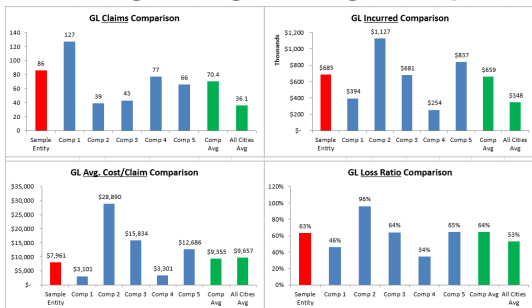 GL Claims Comparison
140
120
100
80
60
40
20
0
86
127
39
43
77
66
70.4
36.1
Sample Entity
Comp 1
Comp 2
Comp 3
Comp 4
Comp 5
Comp Avg
All Cities Avg
GL Incurred Comparison
Thousands
$1,200
$1,000
$800
$600
$400
$200
$-
$685
$394
$1,127
$681
$254
$837
$659
$348
Sample Entity
Comp 1
Comp 2
Comp 3
Comp 4
Comp 5
Comp Avg
All Cities Avg
GL Avg. Cost/Claim Comparison
$35,000
$30,000
$25,000
$20,000
$15,000
$10,000
$5,000
$-
$7,961
$3,101
$28,890
$15,834
$3,301
$12,686
$9,355
$9,657
Sample Entity
Comp 1
Comp 2
Comp 3
Comp 4
Comp 5
Comp Avg
All Cities Avg
GL Loss Ratio Comparison
120%
100%
80%
60%
40%
20%
0%
63%
46%
96%
64%
34%
65%
64%
53%
Sample Entity
Comp 1
Comp 2
Comp 3
Comp 4
Comp 5
Comp Avg
All Cities Avg